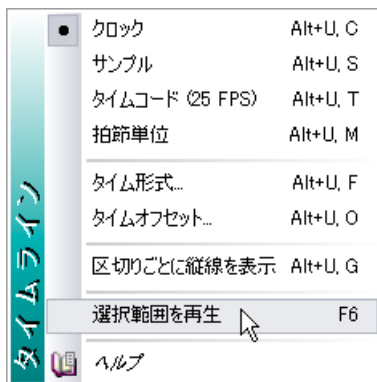 クロック Alt+U, C
サンプル Alt+U, S
タイムコード (25 FPS) Alt+U, T
拍節単位 Alt+U, M
タイム形式... Alt+U, F
タイムオフセット... Alt+U, O
区切りごとに縦線を表示 Alt+U, G
選択範囲を再生 F6
ヘルプ
タイムライン